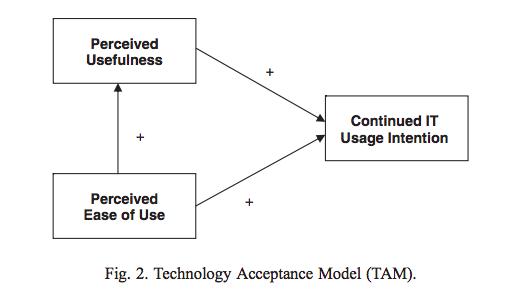 Perceived
Usefulness
+
Continued IT
Usage Intention
+
Perceived
Ease of Use
+
Fig. 2. Technology Acceptance Model (TAM).